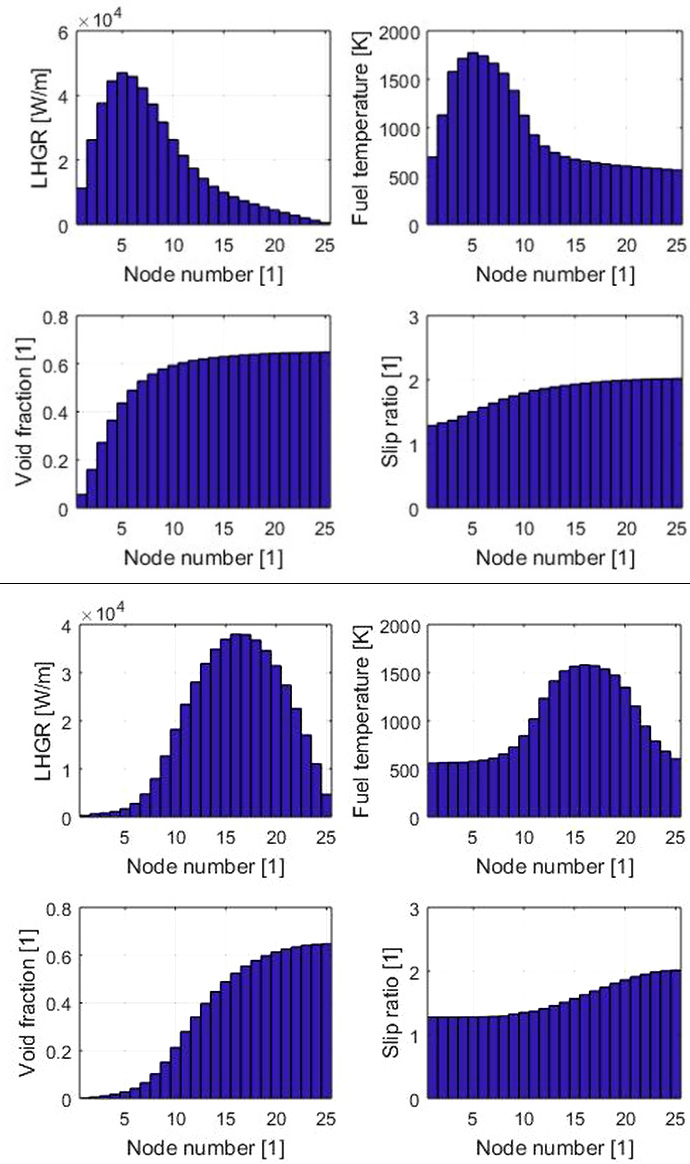 ×10⁴
6
4
2
0
LHGR [W/m]
5 10 15 20 25
Node number [1]
2000
1500
1000
500
0
Fuel temperature [K]
5 10 15 20 25
Node number [1]
0.8
0.6
0.4
0.2
0
Void fraction [1]
5 10 15 20 25
Node number [1]
3
2
1
0
Slip ratio [1]
5 10 15 20 25
Node number [1]
×10⁴
4
3
2
1
0
LHGR [W/m]
5 10 15 20 25
Node number [1]
2000
1500
1000
500
0
Fuel temperature [K]
5 10 15 20 25
Node number [1]
0.8
0.6
0.4
0.2
0
Void fraction [1]
5 10 15 20 25
Node number [1]
3
2
1
0
Slip ratio [1]
5 10 15 20 25
Node number [1]